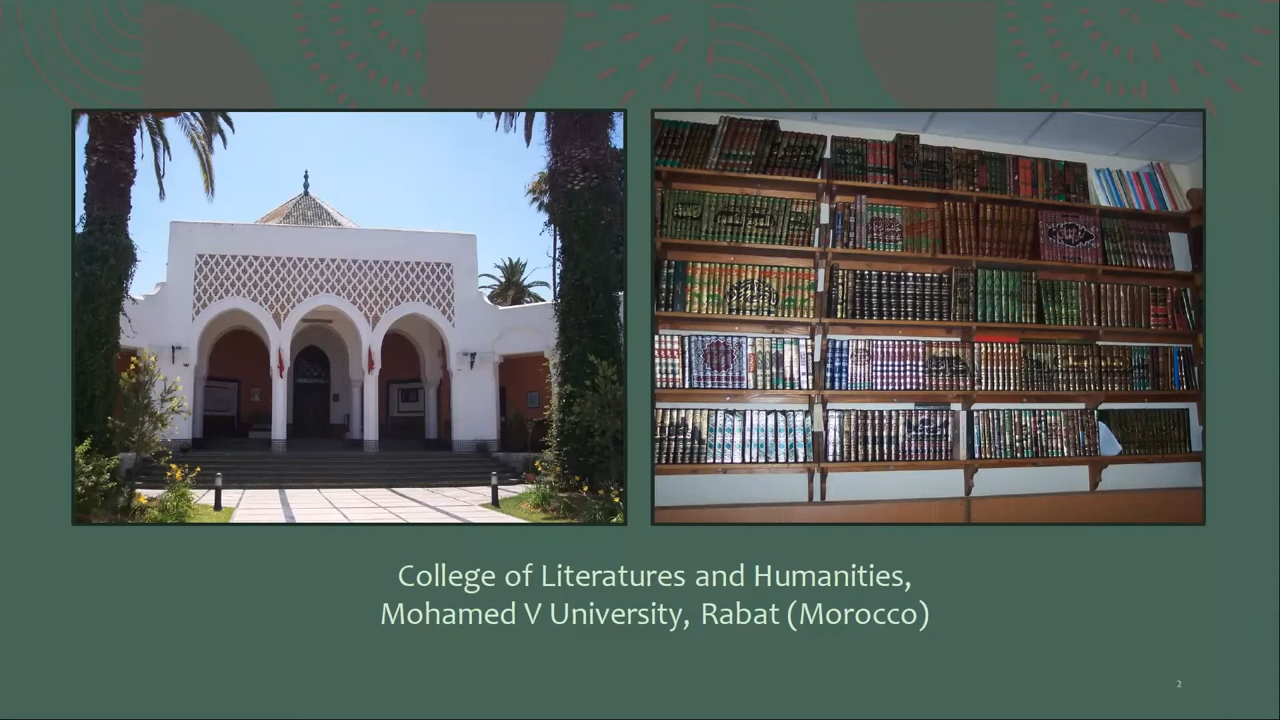 College of Literatures and Humanities,
Mohamed V University, Rabat (Morocco)
2